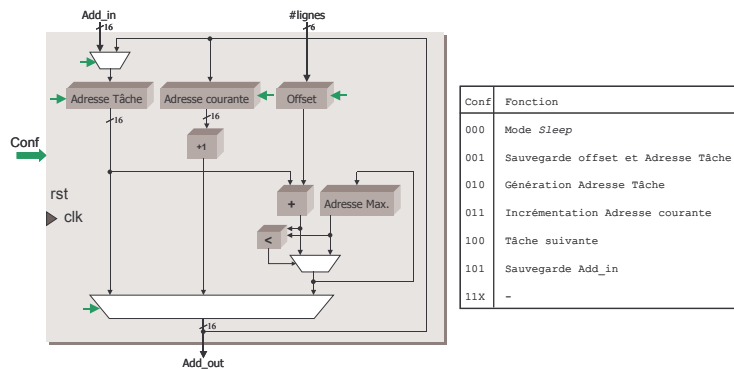 Add_in
#lignes
16
6
Adresse Tâche
Adresse courante
Offset
16
16
+1
Conf
rst
clk
+
Adresse Max.
<
16
Add_out
Conf Fonction
000 Mode Sleep
001 Sauvegarde offset et Adresse Tâche
010 Génération Adresse Tâche
011 Incrémentation Adresse courante
100 Tâche suivante
101 Sauvegarde Add_in
11X -